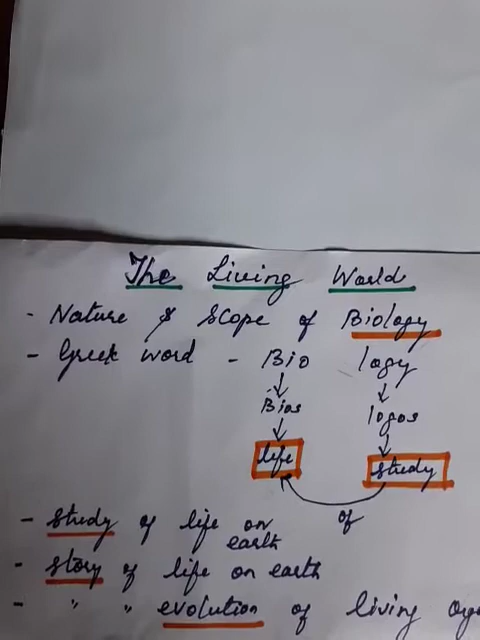 The Living World
- Nature & Scope of Biology
- Greek word - Bio logy
Bios logos
life study
of
- study of life on earth
- story of life on earth
- " " evolution of living